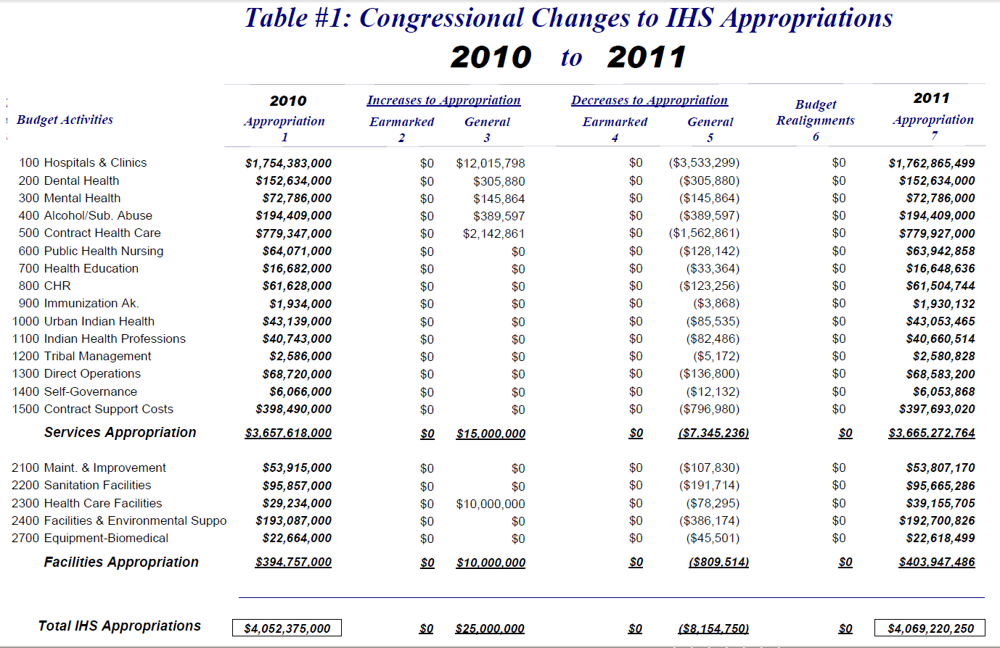 Table #1: Congressional Changes to IHS Appropriations
2010 to 2011
2010 Increases to Appropriation Decreases to Appropriation Budget 2011
Budget Activities Appropriation Earmarked General Earmarked General Realignments Appropriation
1 2 3 4 5 6 7
100 Hospitals & Clinics $1,754,383,000 $0 $12,015,798 $0 ($3,533,299) $0 $1,762,865,499
200 Dental Health $152,634,000 $0 $305,880 $0 ($305,880) $0 $152,634,000
300 Mental Health $72,786,000 $0 $145,864 $0 ($145,864) $0 $72,786,000
400 Alcohol/Sub. Abuse $194,409,000 $0 $389,597 $0 ($389,597) $0 $194,409,000
500 Contract Health Care $779,347,000 $0 $2,142,861 $0 ($1,562,861) $0 $779,927,000
600 Public Health Nursing $64,071,000 $0 $0 $0 ($128,142) $0 $63,942,858
700 Health Education $16,682,000 $0 $0 $0 ($33,364) $0 $16,648,636
800 CHR $61,628,000 $0 $0 $0 ($123,256) $0 $61,504,744
900 Immunization Ak. $1,934,000 $0 $0 $0 ($3,868) $0 $1,930,132
1000 Urban Indian Health $43,139,000 $0 $0 $0 ($85,535) $0 $43,053,465
1100 Indian Health Professions $40,743,000 $0 $0 $0 ($82,486) $0 $40,660,514
1200 Tribal Management $2,586,000 $0 $0 $0 ($5,172) $0 $2,580,828
1300 Direct Operations $68,720,000 $0 $0 $0 ($136,800) $0 $68,583,200
1400 Self-Governance $6,066,000 $0 $0 $0 ($12,132) $0 $6,053,868
1500 Contract Support Costs $398,490,000 $0 $0 $0 ($796,980) $0 $397,693,020
Services Appropriation $3,657,618,000 $0 $15,000,000 $0 ($7,345,236) $0 $3,665,272,764
2100 Maint. & Improvement $53,915,000 $0 $0 $0 ($107,830) $0 $53,807,170
2200 Sanitation Facilities $95,857,000 $0 $0 $0 ($191,714) $0 $95,665,286
2300 Health Care Facilities $29,234,000 $0 $10,000,000 $0 ($78,295) $0 $39,155,705
2400 Facilities & Environmental Suppo $193,087,000 $0 $0 $0 ($386,174) $0 $192,700,826
2700 Equipment-Biomedical $22,664,000 $0 $0 $0 ($45,501) $0 $22,618,499
Facilities Appropriation $394,757,000 $0 $10,000,000 $0 ($809,514) $0 $403,947,486
Total IHS Appropriations $4,052,375,000 $0 $25,000,000 $0 ($8,154,750) $0 $4,069,220,250